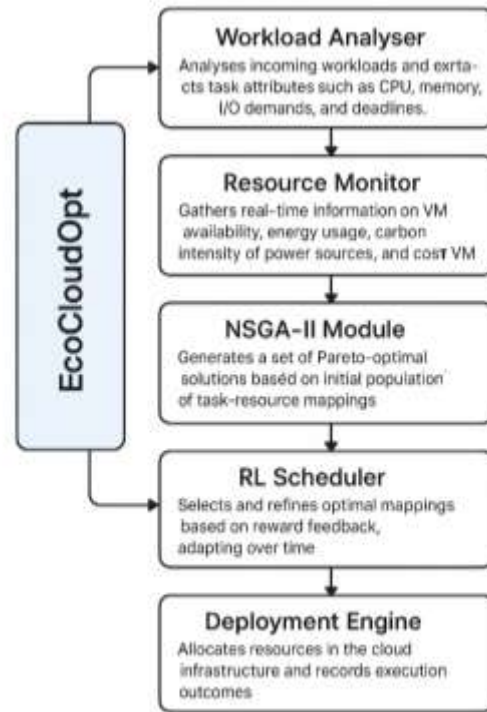 EcoCloudOpt
Workload Analyser
Analyses incoming workloads and exrta-
cts task attributes such as CPU, memory,
I/O demands, and deadlines.
Resource Monitor
Gathers real-time information on VM
availability, energy usage, carbon
intensity of power sources, and cosт VM
NSGA-II Module
Generates a set of Pareto-optimal
solutions baséd on initial population
of task-resource mappings
RL Scheduler
Selects and refines optimal mappings
based on reward feedback,
adapting over time
Deployment Engine
Allocates resources in the cloud
infrastructure and records execution
outcomes